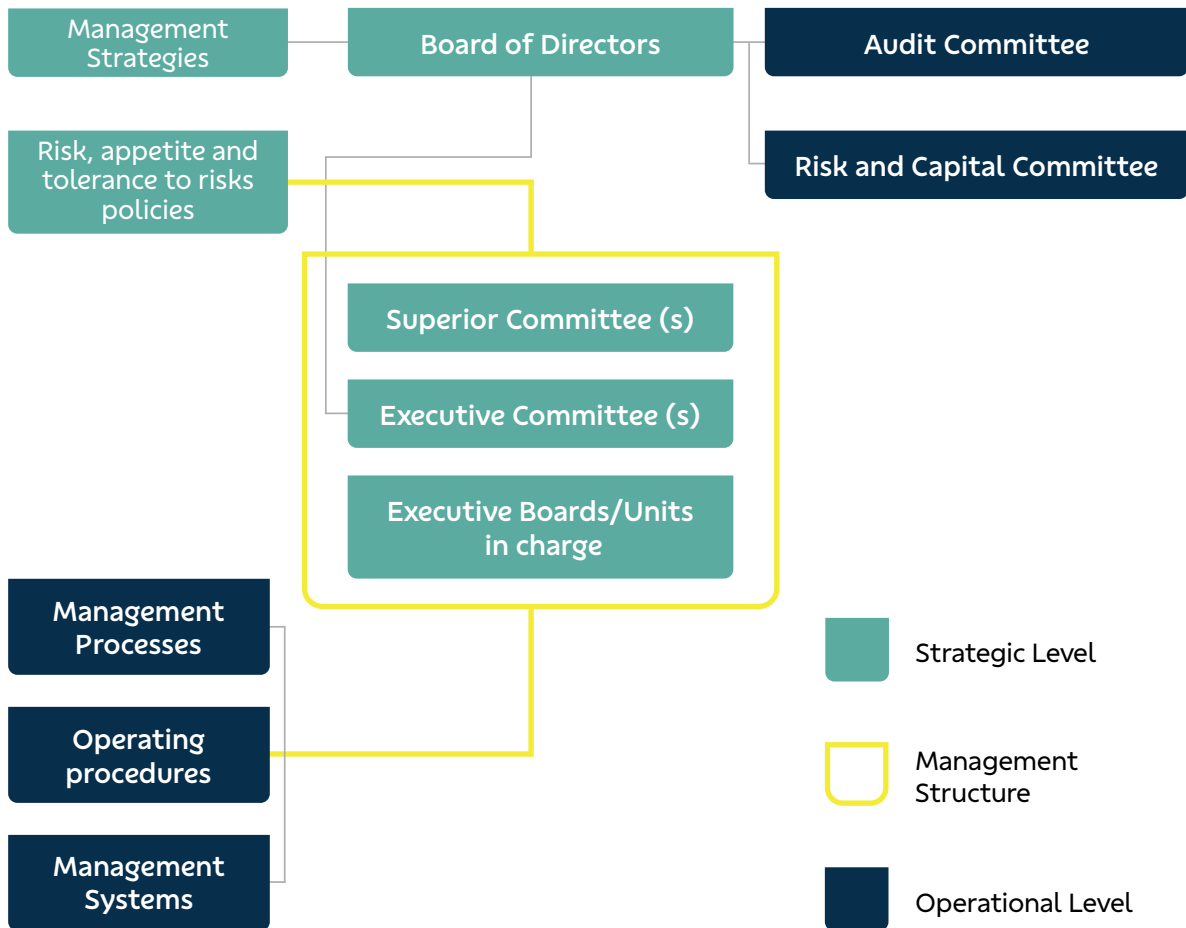 Management
Strategies
Board of Directors
Audit Committee
Risk, appetite and
tolerance to risks
policies
Risk and Capital Committee
Superior Committee (s)
Executive Committee (s)
Executive Boards/Units
in charge
Management
Processes
Operating
procedures
Management
Systems
Strategic Level
Management
Structure
Operational Level